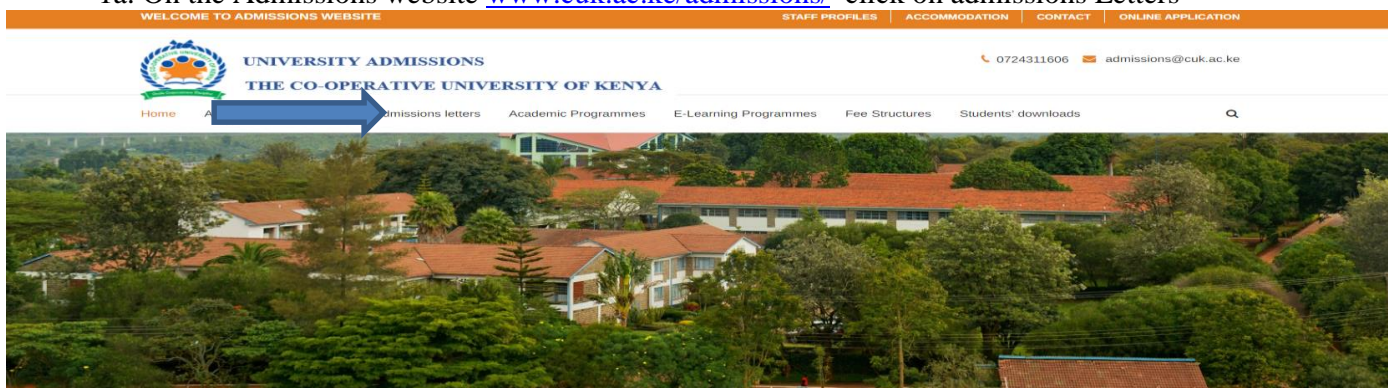 1a. On the Admissions website www.cuk.ac.ke/admissions/ click on admissions Letters
WELCOME TO ADMISSIONS WEBSITE STAFF PROFILES ACCOMMODATION CONTACT ONLINE APPLICATION
UNIVERSITY ADMISSIONS 0724311606 admissions@cuk.ac.ke
THE CO-OPERATIVE UNIVERSITY OF KENYA
Home A dmissions letters Academic Programmes E-Learning Programmes Fee Structures Students' downloads